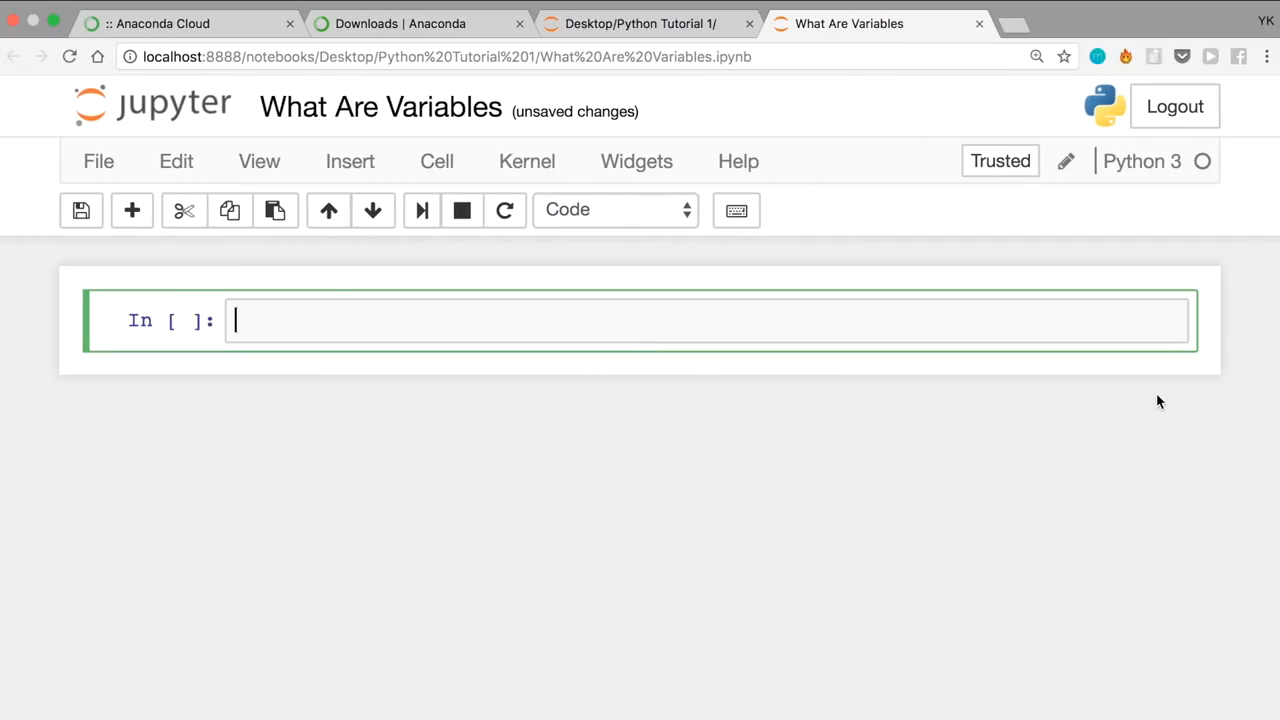 :: Anaconda Cloud
Downloads | Anaconda
Desktop/Python Tutorial 1/
What Are Variables
YK
localhost:8888/notebooks/Desktop/Python%20Tutorial%201/What%20Are%20Variables.ipynb
jupyter
What Are Variables (unsaved changes)
Logout
File Edit View Insert Cell Kernel Widgets Help
Trusted
Python 3
Code
In [ ]: